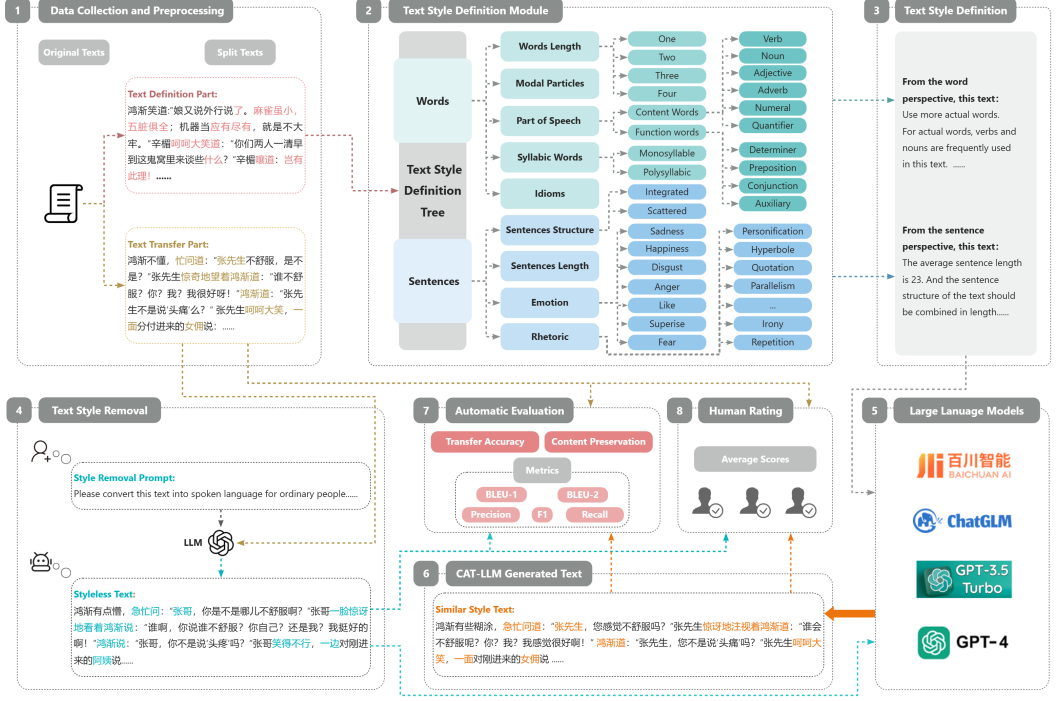 1 Data Collection and Preprocessing
Original Texts
Split Texts
Text Definition Part:
鸿渐笑道:“娘又说外行说了。麻雀虽小,
五脏俱全;机器当应有尽有,就是不大
牢。”辛楣呵呵大笑道:“你们两人一清早
到这鬼窝里来谈些什么?”辛楣嚷道:岂有
此理!......
Text Transfer Part:
鸿渐不懂,忙问道:“张先生不舒服,是不
是?”张先生惊奇地望着鸿渐道:“谁不舒
服?你?我?我很好呀!”鸿渐道:“张先
生不是说‘头痛’么?”张先生呵呵大笑,一
面分付进来的女佣说:......
2 Text Style Definition Module
Text Style
Definition
Tree
Words
Sentences
Words Length
Modal Particles
Part of Speech
Syllabic Words
Idioms
Sentences Structure
Sentences Length
Emotion
Rhetoric
One
Two
Three
Four
Content Words
Function words
Monosyllable
Polysyllabic
Integrated
Scattered
Sadness
Happiness
Disgust
Anger
Like
Superise
Fear
Verb
Noun
Adjective
Adverb
Numeral
Quantifier
Determiner
Preposition
Conjunction
Auxiliary
Personification
Hyperbole
Quotation
Parallelism
...
Irony
Repetition
3 Text Style Definition
From the word
perspective, this text:
Use more actual words.
For actual words, verbs and
nouns are frequently used
in this text. ......
From the sentence
perspective, this text:
The average sentence length
is 23. And the sentence
structure of the text should
be combined in length......
4 Text Style Removal
Style Removal Prompt:
Please convert this text into spoken language for ordinary people......
LLM
Styleless Text:
鸿渐有点懵,急忙问:“张哥,你是不是哪儿不舒服啊?”张哥一脸惊讶
地看着鸿渐说:“谁啊,你说谁不舒服?你自己?还是我?我挺好的
啊!”鸿渐说:“张哥,你不是说‘头疼’吗?”张哥笑得不行,一边对刚进
来的阿姨说......
7 Automatic Evaluation
Transfer Accuracy
Content Preservation
Metrics
BLEU-1
BLEU-2
Precision
F1
Recall
8 Human Rating
Average Scores
6 CAT-LLM Generated Text
Similar Style Text:
鸿渐有些糊涂,急忙问道:“张先生,您感觉不舒服吗?”张先生惊讶地注视着鸿渐道:“谁会
不舒服呢?你?我?我感觉很好啊!”鸿渐道:“张先生,您不是说‘头痛’吗?”张先生呵呵大
笑,一面对刚进来的女佣说 ......
5 Large Lanuage Models
百川智能
BAICHUAN AI
ChatGLM
GPT-3.5
Turbo
GPT-4